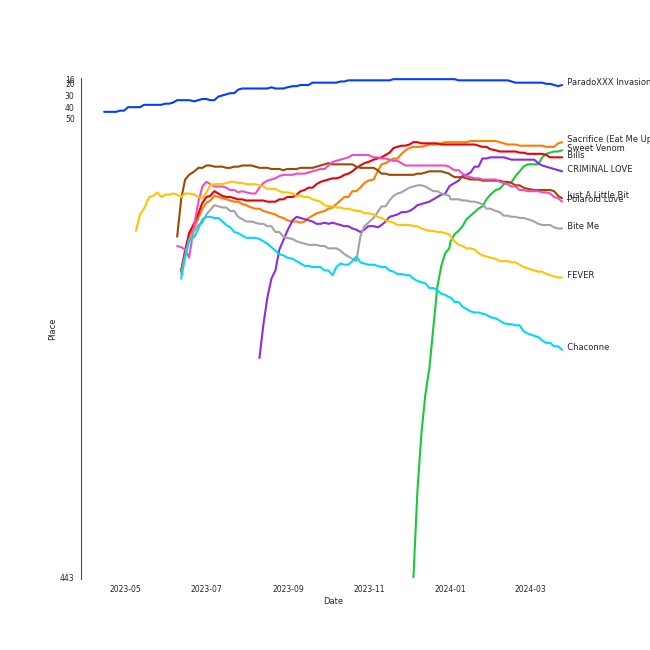 16
20
30
40
50
443
Place
2023-05
2023-07
2023-09
2023-11
2024-01
2024-03
Date
ParadoXXX Invasion
Sacrifice (Eat Me Up
Sweet Venom
Bills
CRIMINAL LOVE
Just A Little Bit
Polaroid Love
Bite Me
FEVER
Chaconne